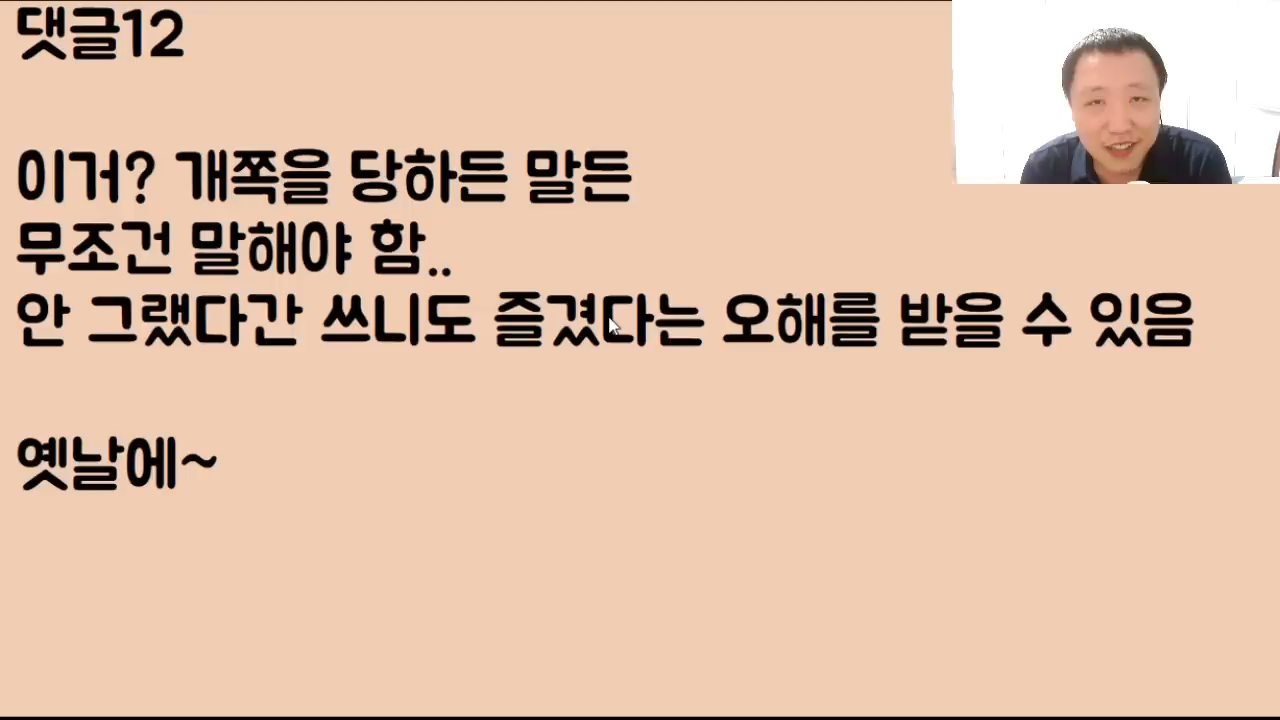 댓글12
이거? 개쪽을 당하든 말든
무조건 말해야 함..
안 그랬다간 쓰니도 즐겼다는 오해를 받을 수 있음
옛날에~